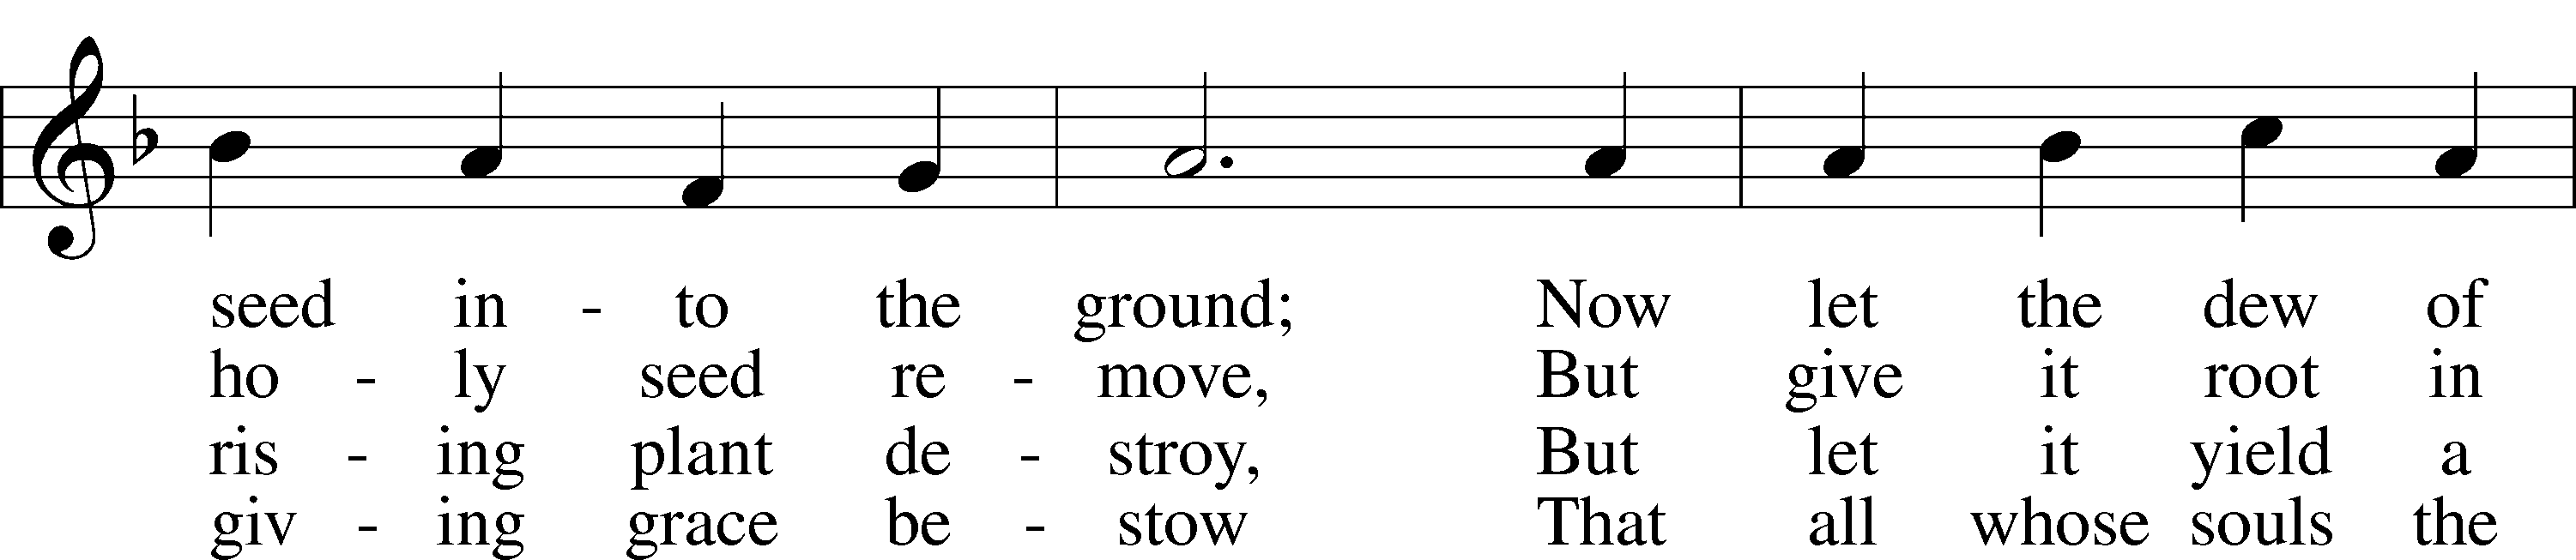 seed in - to the ground; Now let the dew of
ho - ly seed re - move, But give it root in
ris - ing plant de - stroy, But let it yield a
giv - ing grace be - stow That all whose souls the